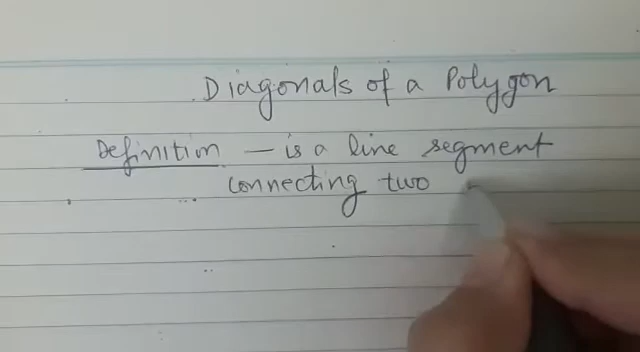 Diagonals of a Polygon
Definition — is a line segment
connecting two